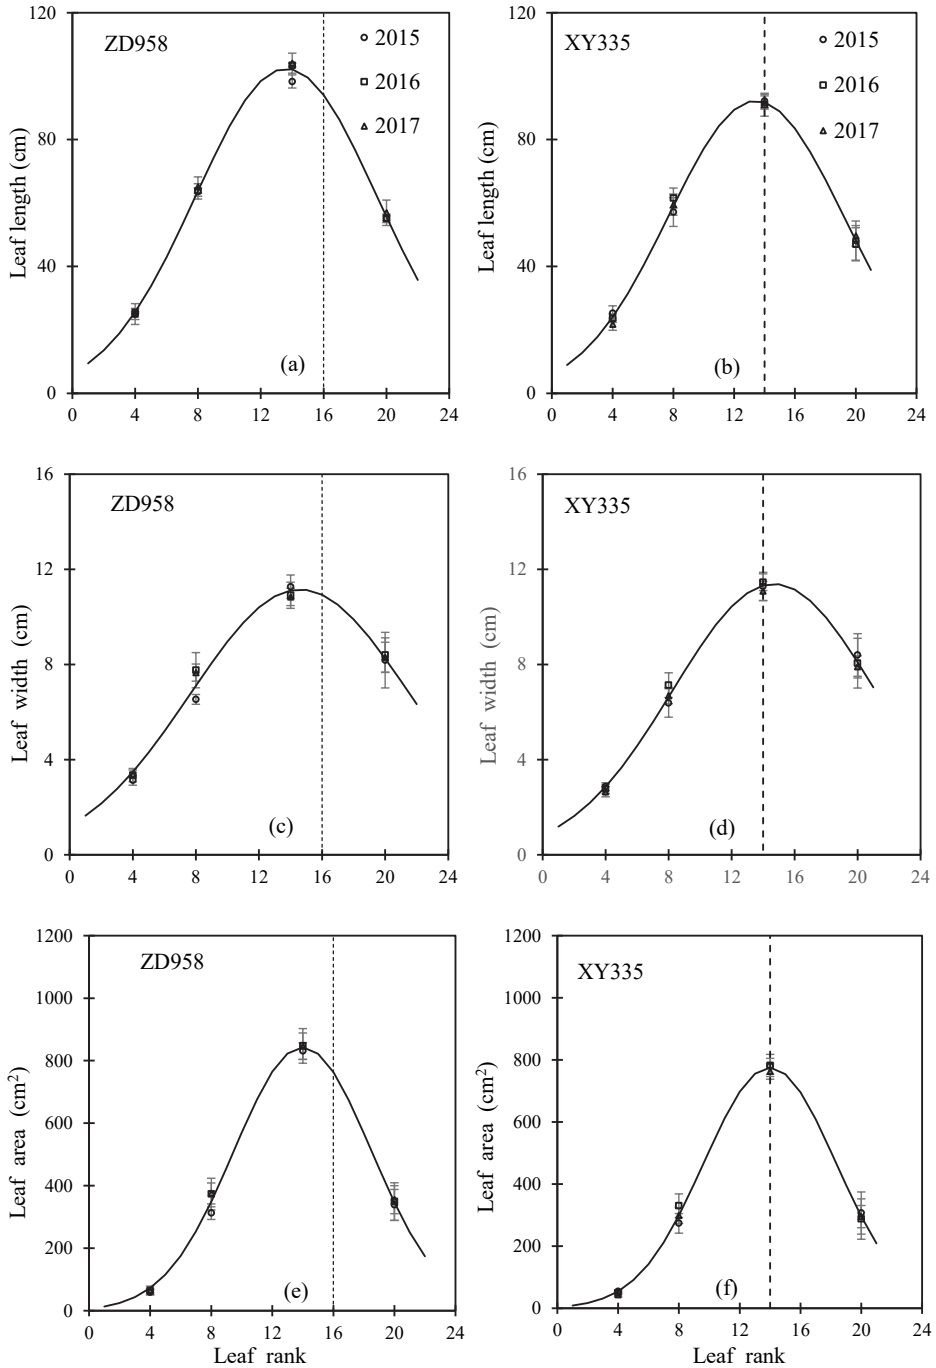 ZD958
2015
2016
2017
Leaf length (cm)
120
80
40
0
0 4 8 12 16 20 24
(a)
XY335
2015
2016
2017
Leaf length (cm)
120
80
40
0
0 4 8 12 16 20 24
(b)
ZD958
Leaf width (cm)
16
12
8
4
0
0 4 8 12 16 20 24
(c)
XY335
Leaf width (cm)
16
12
8
4
0
0 4 8 12 16 20 24
(d)
ZD958
Leaf area (cm²)
1200
1000
800
600
400
200
0
0 4 8 12 16 20 24
(e)
Leaf rank
XY335
Leaf area (cm²)
1200
1000
800
600
400
200
0
0 4 8 12 16 20 24
(f)
Leaf rank